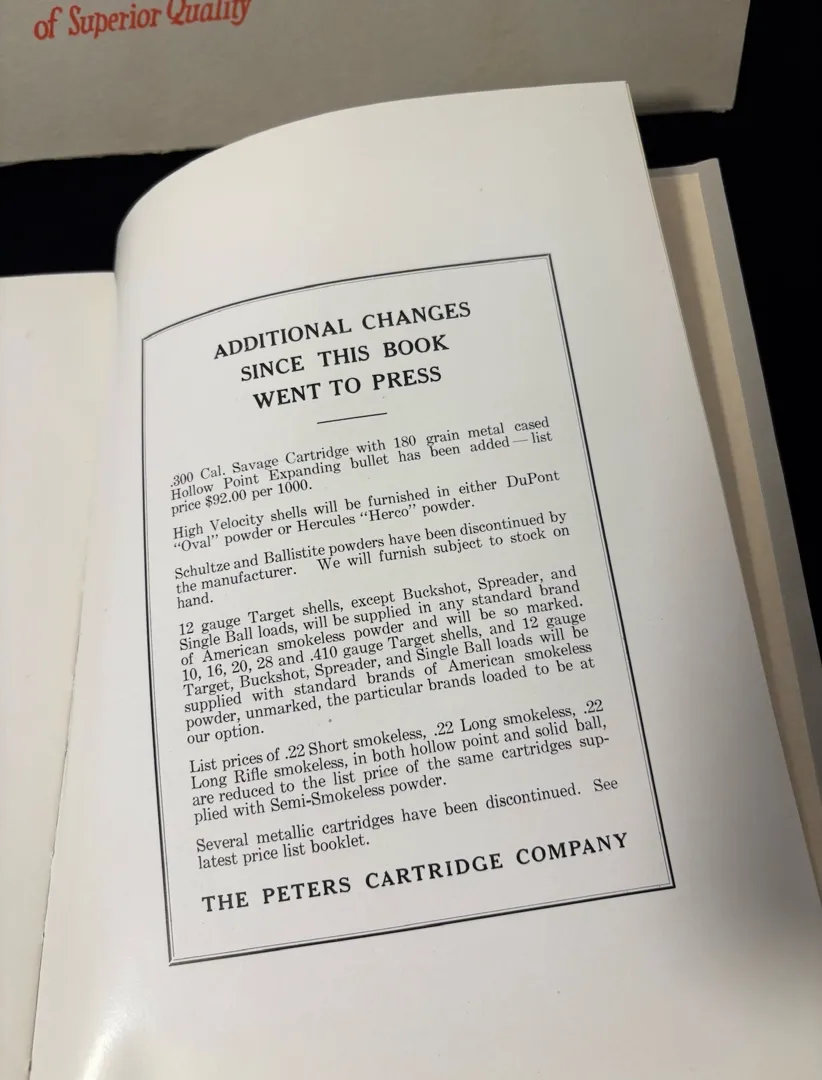 of Superior Quality
ADDITIONAL CHANGES
SINCE THIS BOOK
WENT TO PRESS
.300 Cal. Savage Cartridge with 180 grain metal cased
Hollow Point Expanding bullet has been added — list
price $92.00 per 1000.
High Velocity shells will be furnished in either DuPont
“Oval” powder or Hercules “Herco” powder.
Schultze and Ballistite powders have been discontinued by
the manufacturer. We will furnish subject to stock on
hand.
12 gauge Target shells, except Buckshot, Spreader, and
Single Ball loads, will be supplied in any standard brand
of American smokeless powder and will be so marked.
10, 16, 20, 28 and .410 gauge Target shells, and 12 gauge
Target, Buckshot, Spreader, and Single Ball loads will be
supplied with standard brands of American smokeless
powder, unmarked, the particular brands loaded to be at
our option.
List prices of .22 Short smokeless, .22 Long smokeless, .22
Long Rifle smokeless, in both hollow point and solid ball,
are reduced to the list price of the same cartridges sup-
plied with Semi-Smokeless powder.
Several metallic cartridges have been discontinued. See
latest price list booklet.
THE PETERS CARTRIDGE COMPANY